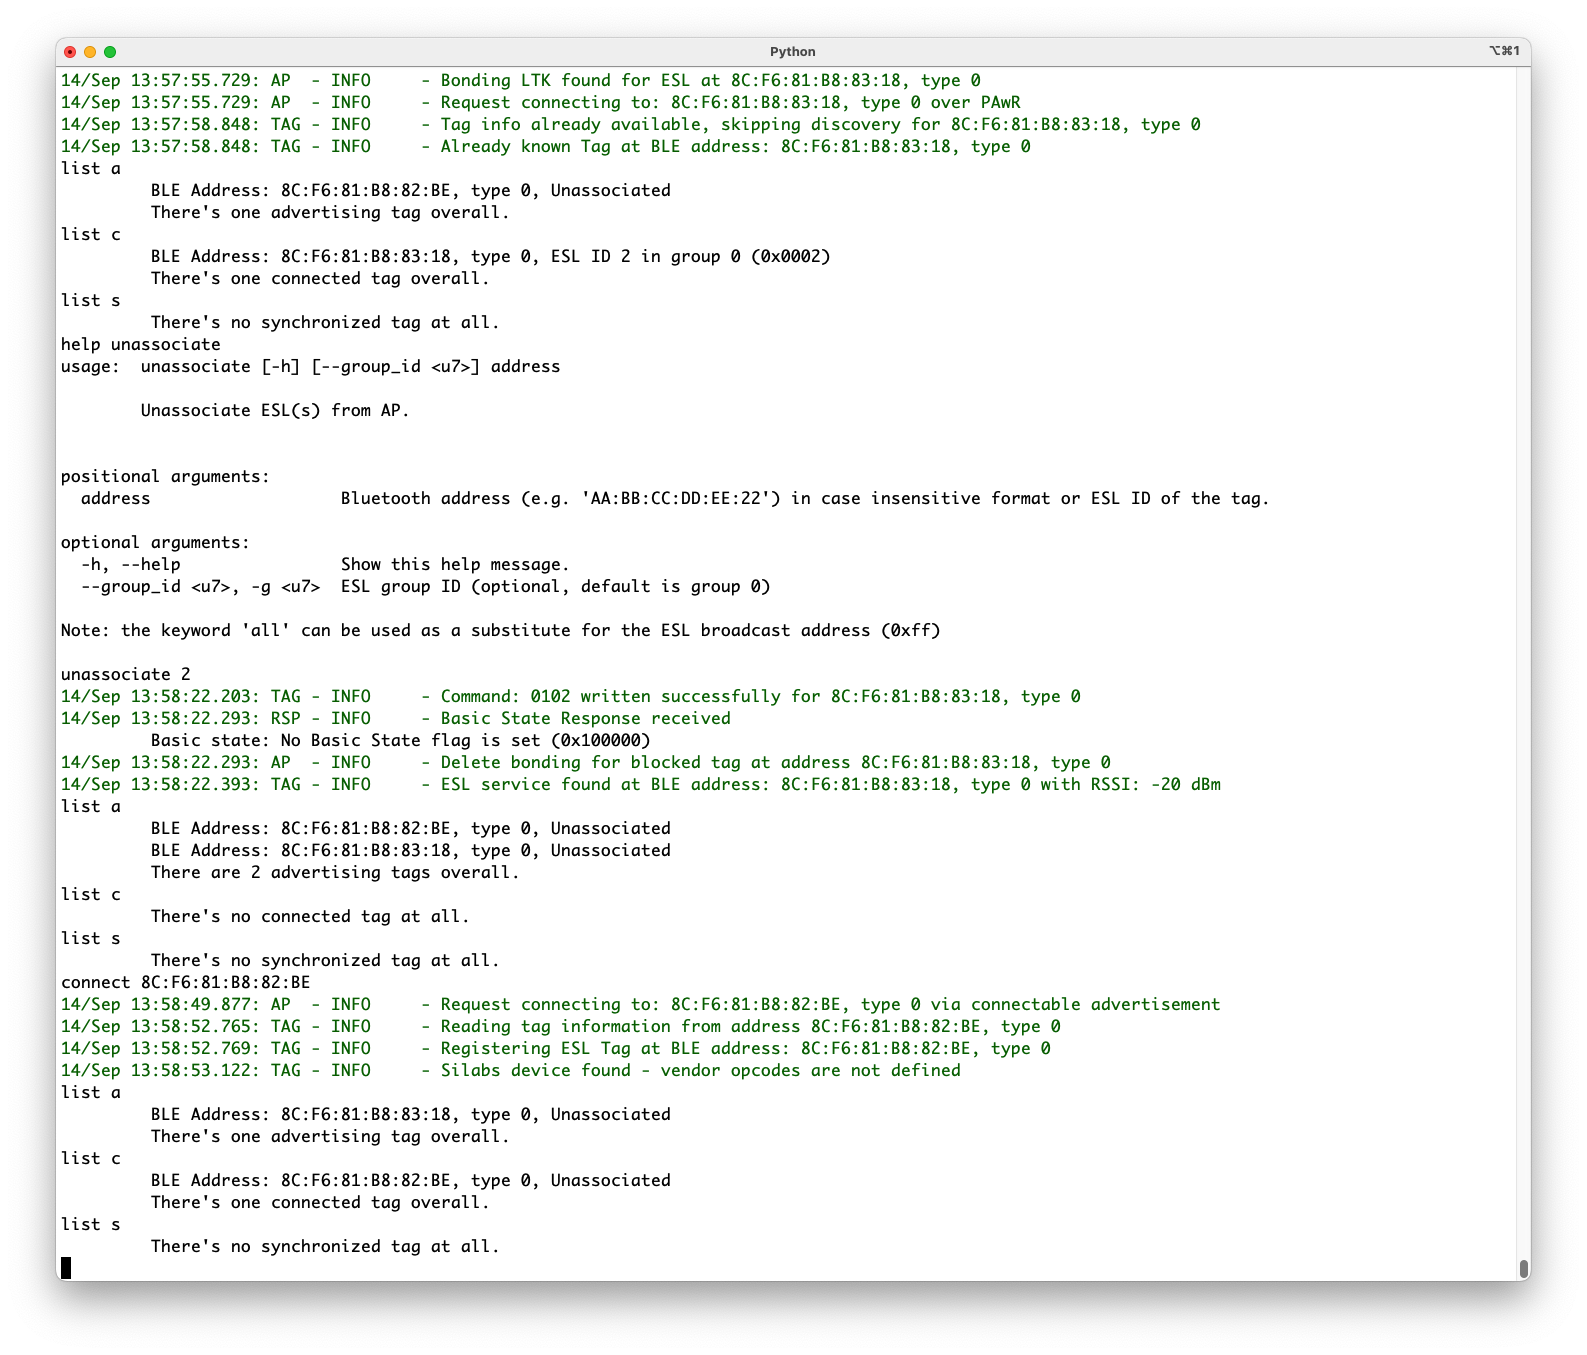 Python
⌥⌘1
14/Sep 13:57:55.729: AP  - INFO     - Bonding LTK found for ESL at 8C:F6:81:B8:83:18, type 0
14/Sep 13:57:55.729: AP  - INFO     - Request connecting to: 8C:F6:81:B8:83:18, type 0 over PAwR
14/Sep 13:57:58.848: TAG - INFO     - Tag info already available, skipping discovery for 8C:F6:81:B8:83:18, type 0
14/Sep 13:57:58.848: TAG - INFO     - Already known Tag at BLE address: 8C:F6:81:B8:83:18, type 0
list a
         BLE Address: 8C:F6:81:B8:82:BE, type 0, Unassociated
         There's one advertising tag overall.
list c
         BLE Address: 8C:F6:81:B8:83:18, type 0, ESL ID 2 in group 0 (0x0002)
         There's one connected tag overall.
list s
         There's no synchronized tag at all.
help unassociate
usage:  unassociate [-h] [--group_id <u7>] address
        Unassociate ESL(s) from AP.
positional arguments:
  address                   Bluetooth address (e.g. 'AA:BB:CC:DD:EE:22') in case insensitive format or ESL ID of the tag.
optional arguments:
  -h, --help                Show this help message.
  --group_id <u7>, -g <u7>  ESL group ID (optional, default is group 0)
Note: the keyword 'all' can be used as a substitute for the ESL broadcast address (0xff)
unassociate 2
14/Sep 13:58:22.203: TAG - INFO     - Command: 0102 written successfully for 8C:F6:81:B8:83:18, type 0
14/Sep 13:58:22.293: RSP - INFO     - Basic State Response received
         Basic state: No Basic State flag is set (0x100000)
14/Sep 13:58:22.293: AP  - INFO     - Delete bonding for blocked tag at address 8C:F6:81:B8:83:18, type 0
14/Sep 13:58:22.393: TAG - INFO     - ESL service found at BLE address: 8C:F6:81:B8:83:18, type 0 with RSSI: -20 dBm
list a
         BLE Address: 8C:F6:81:B8:82:BE, type 0, Unassociated
         BLE Address: 8C:F6:81:B8:83:18, type 0, Unassociated
         There are 2 advertising tags overall.
list c
         There's no connected tag at all.
list s
         There's no synchronized tag at all.
connect 8C:F6:81:B8:82:BE
14/Sep 13:58:49.877: AP  - INFO     - Request connecting to: 8C:F6:81:B8:82:BE, type 0 via connectable advertisement
14/Sep 13:58:52.765: TAG - INFO     - Reading tag information from address 8C:F6:81:B8:82:BE, type 0
14/Sep 13:58:52.769: TAG - INFO     - Registering ESL Tag at BLE address: 8C:F6:81:B8:82:BE, type 0
14/Sep 13:58:53.122: TAG - INFO     - Silabs device found - vendor opcodes are not defined
list a
         BLE Address: 8C:F6:81:B8:83:18, type 0, Unassociated
         There's one advertising tag overall.
list c
         BLE Address: 8C:F6:81:B8:82:BE, type 0, Unassociated
         There's one connected tag overall.
list s
         There's no synchronized tag at all.